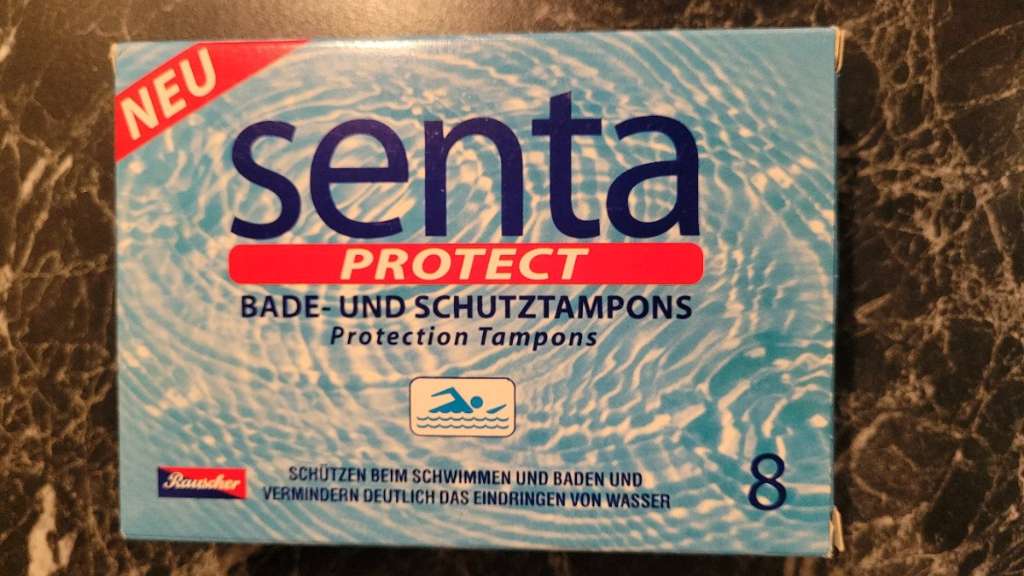 NEU
senta
PROTECT
BADE- UND SCHUTZTAMPONS
Protection Tampons
Rauscher
SCHÜTZEN BEIM SCHWIMMEN UND BADEN UND
VERMINDERN DEUTLICH DAS EINDRINGEN VON WASSER
8